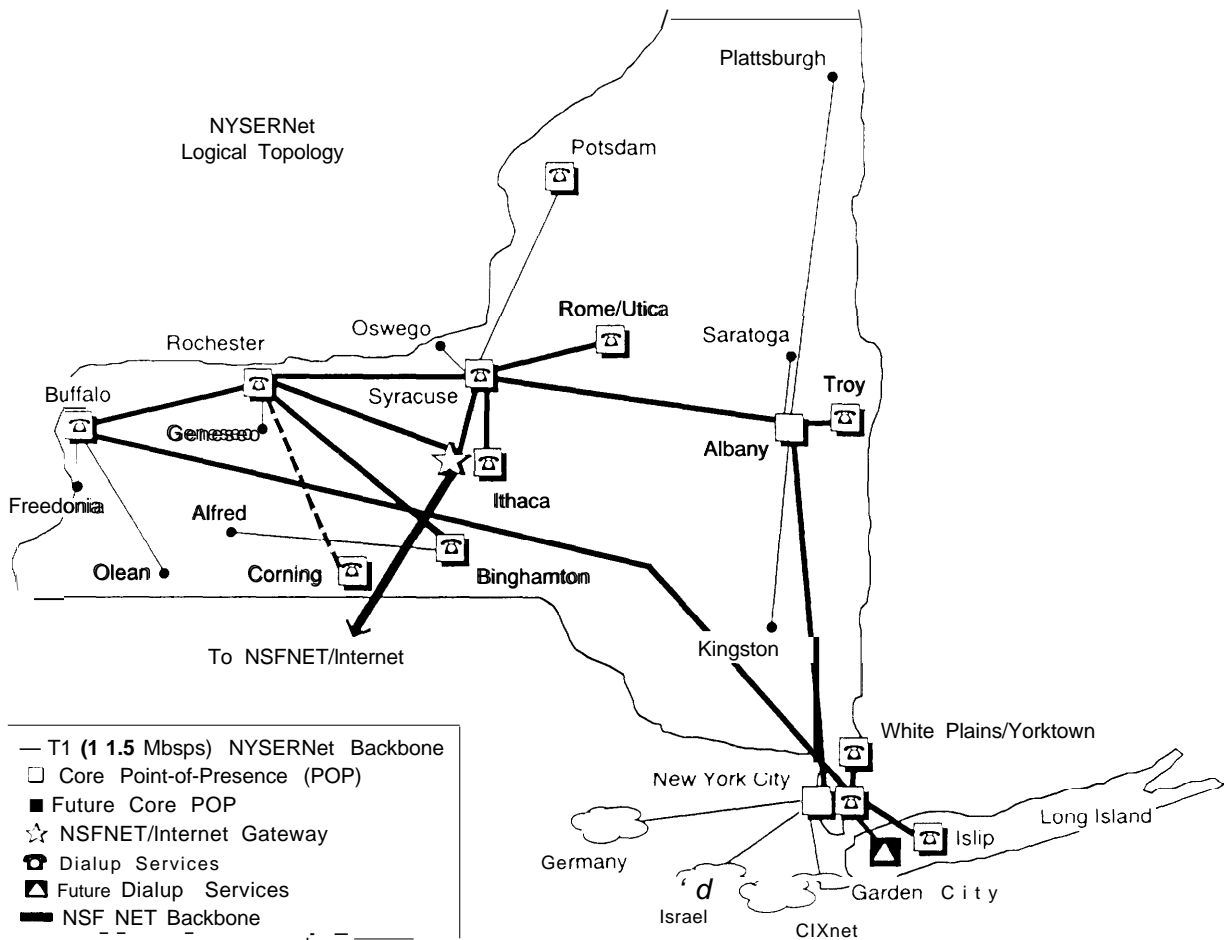 NYSERNet
Logical Topology
Plattsburgh
Potsdam
Rome/Utica
Oswego
Saratoga
Rochester
Troy
Buffalo
Syracuse
Geneseo
Albany
Ithaca
Freedonia
Alfred
Olean
Corning
Binghamton
Kingston
To NSFNET/Internet
White Plains/Yorktown
New York City
Long Island
Islip
Germany
Garden City
Israel
CIXnet
— T1 (1 1.5 Mbsps) NYSERNet Backbone
Core Point-of-Presence (POP)
Future Core POP
NSFNET/Internet Gateway
Dialup Services
Future Dialup Services
NSF NET Backbone